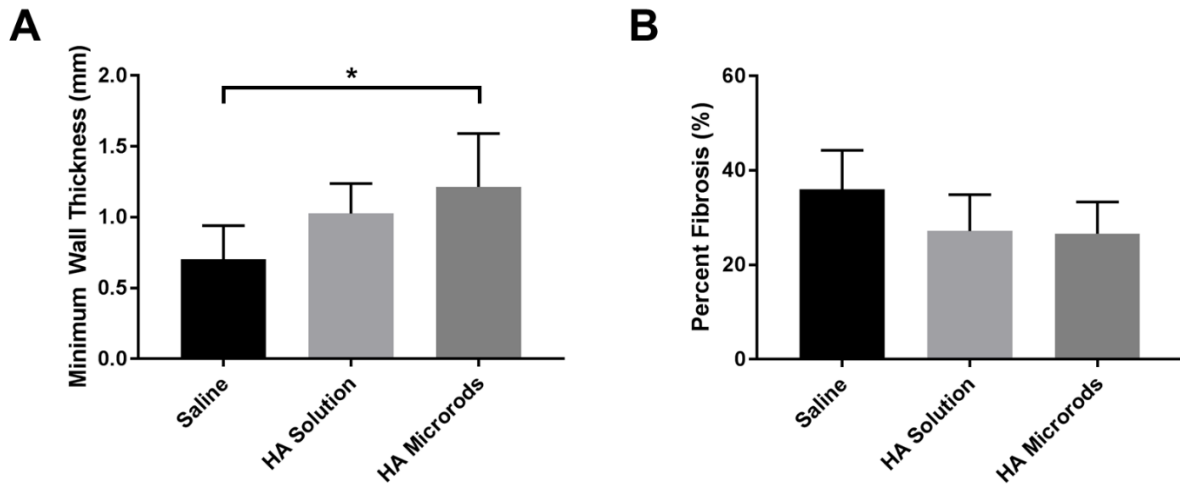 A
Minimum Wall Thickness (mm)
2.0
1.5
1.0
0.5
0.0
*
Saline
HA Solution
HA Microrods
B
Percent Fibrosis (%)
60
40
20
0
Saline
HA Solution
HA Microrods